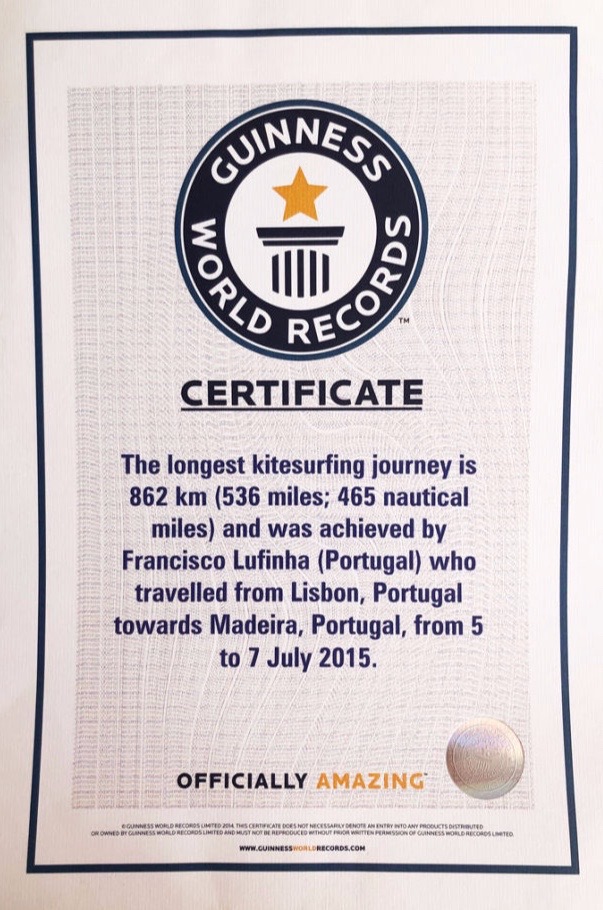 GUINNESS
WORLD RECORDS
TM
CERTIFICATE
The longest kitesurfing journey is
862 km (536 miles; 465 nautical
miles) and was achieved by
Francisco Lufinha (Portugal) who
travelled from Lisbon, Portugal
towards Madeira, Portugal, from 5
to 7 July 2015.
OFFICIALLY AMAZING
© GUINNESS WORLD RECORDS LIMITED 2014. THIS CERTIFICATE DOES NOT NECESSARILY DENOTE AN ENTRY INTO ANY PRODUCTS DISTRIBUTED
OR OWNED BY GUINNESS WORLD RECORDS LIMITED AND MUST NOT BE REPRODUCED WITHOUT PRIOR WRITTEN PERMISSION OF GUINNESS WORLD RECORDS LIMITED.
WWW.GUINNESSWORLDRECORDS.COM